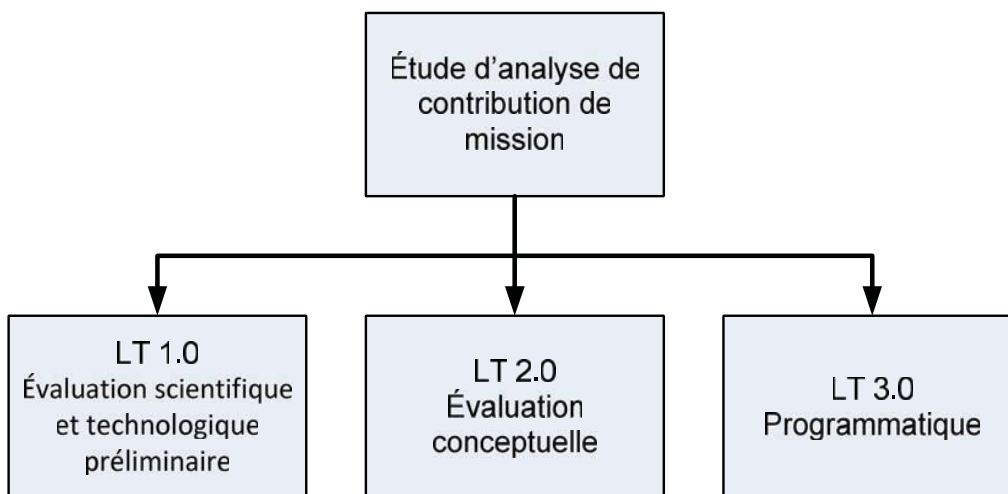 Étude d’analyse de
contribution de
mission
LT 1.0
Évaluation scientifique
et technologique
préliminaire
LT 2.0
Évaluation
conceptuelle
LT 3.0
Programmatique